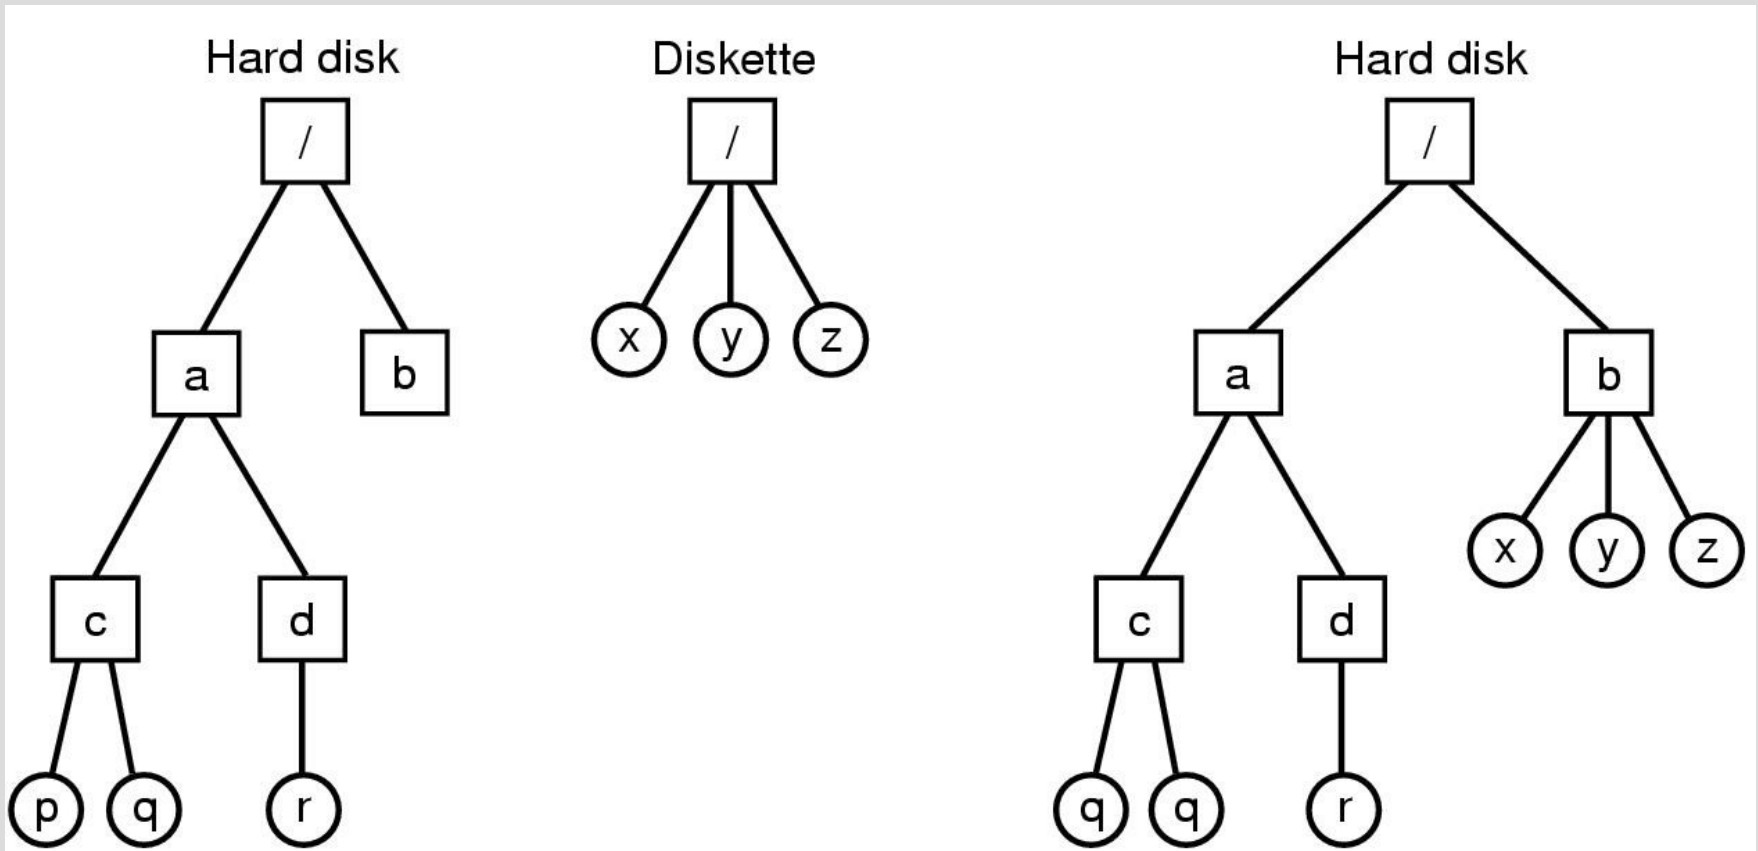 Hard disk Diskette Hard disk
/ / /
x y z
a b a b
x y z
c d c d
p q r q q r